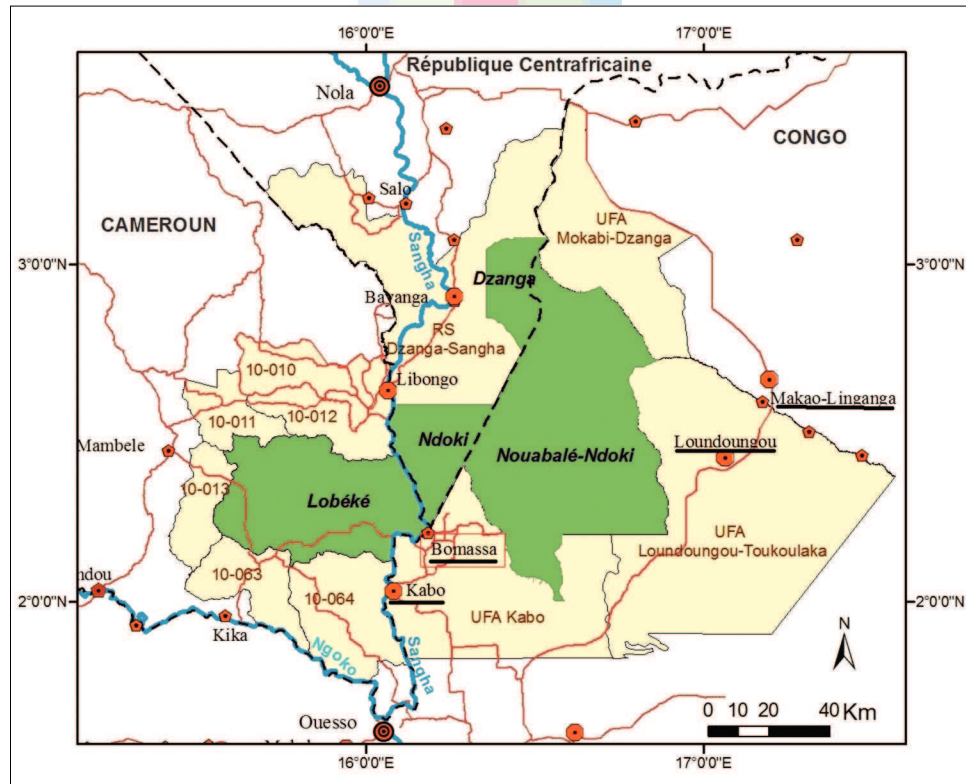 16°0'0"E
17°0'0"E
République Centrafricaine
Nola
CONGO
Salo
CAMEROUN
UFA
Mokabi-Dzanga
Sangha
3°0'0"N
3°0'0"N
Dzanga
Bayanga
RS
Dzanga-Sangha
10-010
Libongo
Makao-Linganga
10-011
10-012
Mambele
Ndoki
Loundoungou
Nouabalé-Ndoki
10-013
Lobéké
UFA
Loundoungou-Toukoulaka
Bomassa
10-063
ndou
Kabo
10-064
2°0'0"N
2°0'0"N
UFA Kabo
Kika
N
Ngoko
Sangha
Ouesso
0 10 20 40 Km
16°0'0"E
17°0'0"E